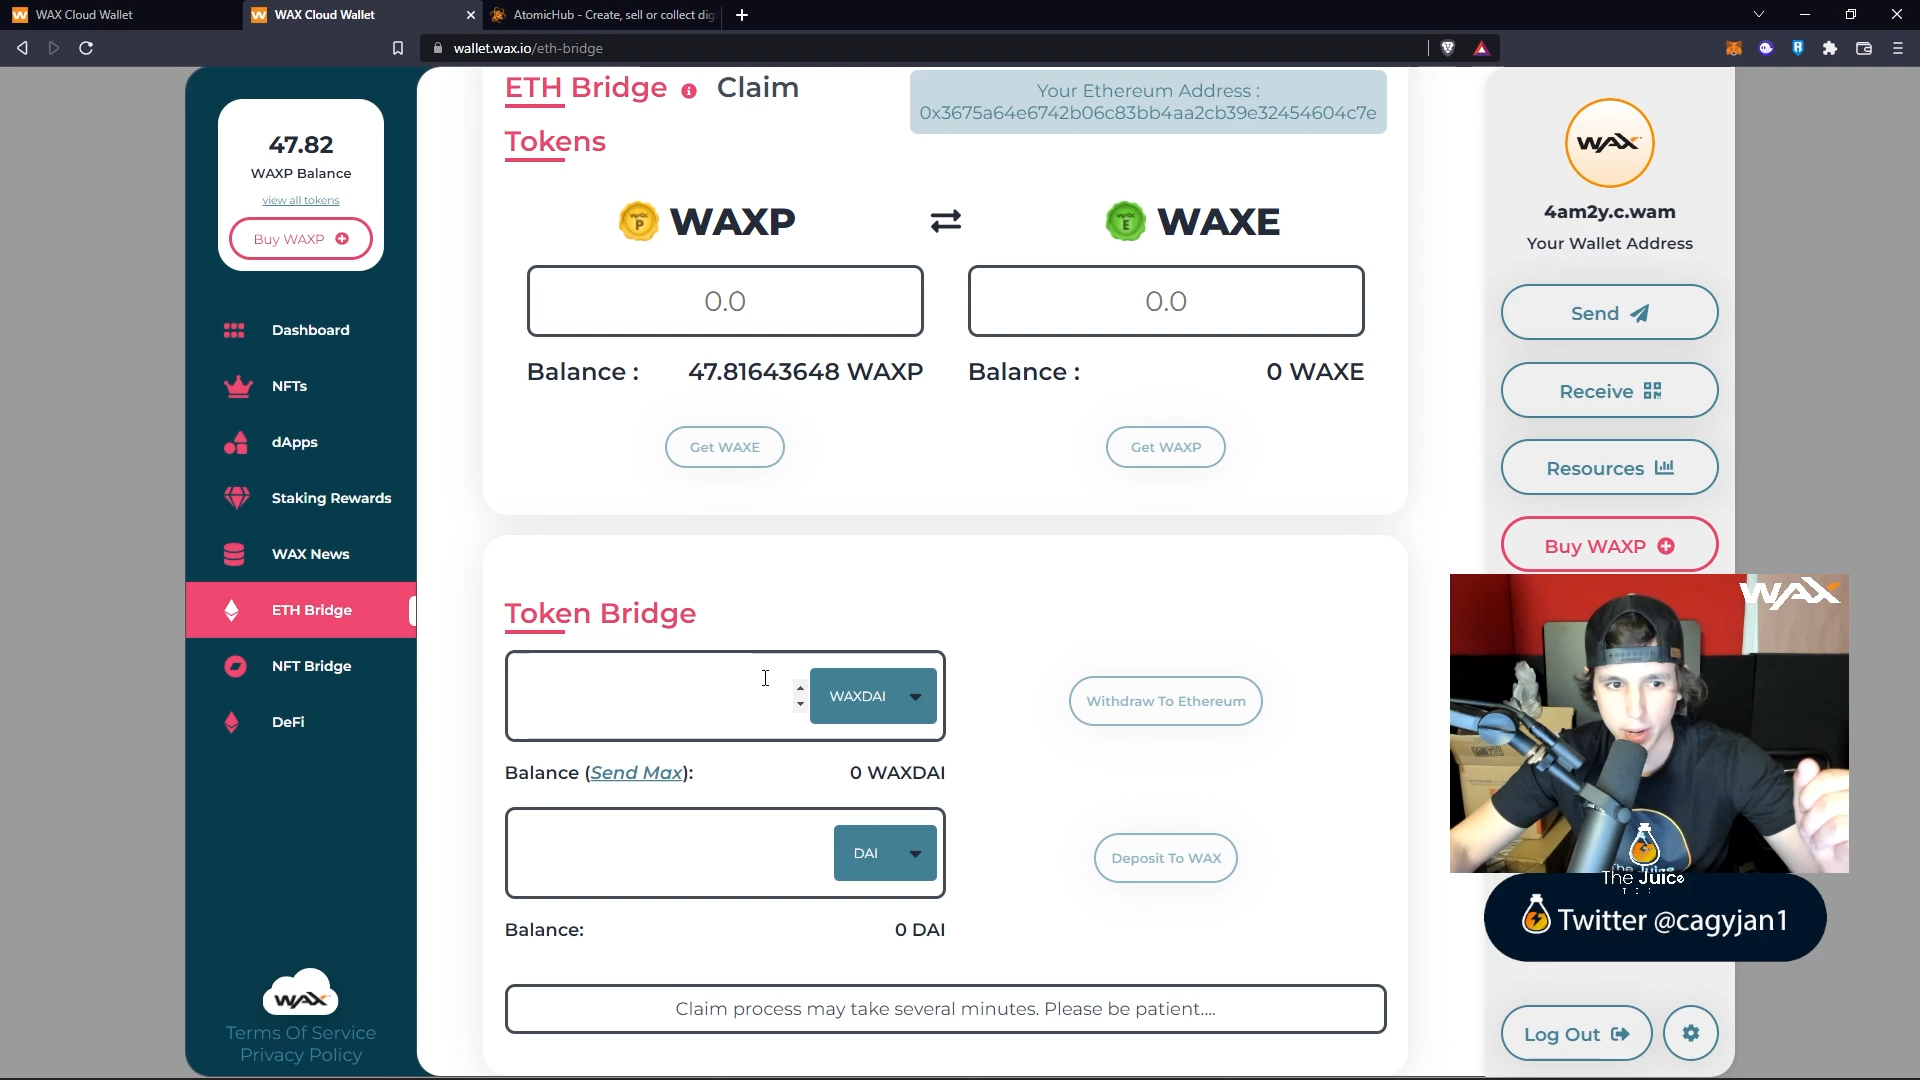 WAX Cloud Wallet
WAX Cloud Wallet
AtomicHub - Create, sell or collect dig
wallet.wax.io/eth-bridge
47.82
WAXP Balance
view all tokens
Buy WAXP
Dashboard
NFTs
dApps
Staking Rewards
WAX News
ETH Bridge
NFT Bridge
DeFi
WAX
Terms Of Service
Privacy Policy
ETH Bridge Claim
Tokens
Your Ethereum Address :
0x3675a64e6742b06c83bb4aa2cb39e32454604c7e
WAXP
WAXE
0.0
0.0
Balance : 47.81643648 WAXP
Balance : 0 WAXE
Get WAXE
Get WAXP
Token Bridge
WAXDAI
Withdraw To Ethereum
Balance (Send Max): 0 WAXDAI
DAI
Deposit To WAX
Balance: 0 DAI
Claim process may take several minutes. Please be patient....
WAX
4am2y.c.wam
Your Wallet Address
Send
Receive
Resources
Buy WAXP
WAX
The Juice
Twitter @cagyjan1
Log Out